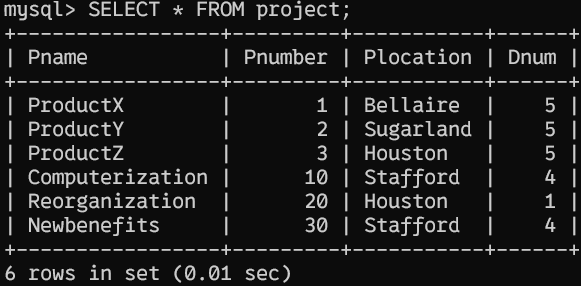 mysql> SELECT * FROM project;
+-----------------+---------+-----------+------+
| Pname           | Pnumber | Plocation | Dnum |
+-----------------+---------+-----------+------+
| ProductX        |       1 | Bellaire  |    5 |
| ProductY        |       2 | Sugarland |    5 |
| ProductZ        |       3 | Houston   |    5 |
| Computerization |      10 | Stafford  |    4 |
| Reorganization  |      20 | Houston   |    1 |
| Newbenefits     |      30 | Stafford  |    4 |
+-----------------+---------+-----------+------+
6 rows in set (0.01 sec)